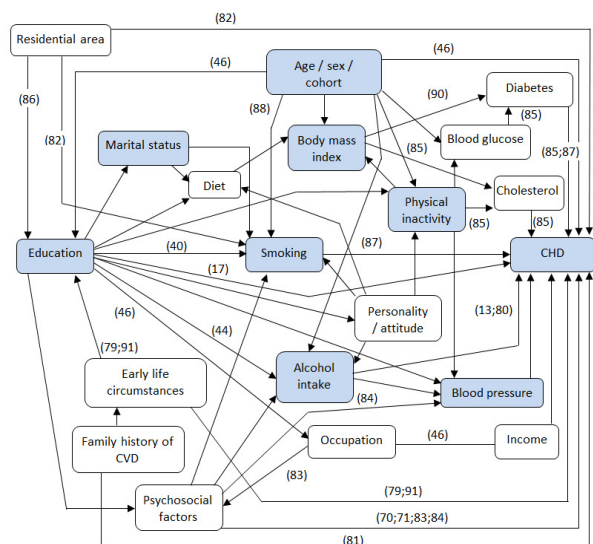 (82)
Residential area
(46)
(46)
Age / sex /
cohort
(86)
(90)
Diabetes
(88)
(85)
Marital status
(82)
Body mass
index
(85)
Blood glucose
(85;87)
Diet
Physical
inactivity
Cholesterol
(85)
(85)
Education
(40)
Smoking
(87)
CHD
(17)
(46)
Personality
/ attitude
(13;80)
(44)
(79;91)
Early life
circumstances
Alcohol
intake
(84)
Blood pressure
Family history of
CVD
Occupation
(46)
Income
(83)
Psychosocial
factors
(79;91)
(70;71;83;84)
(81)